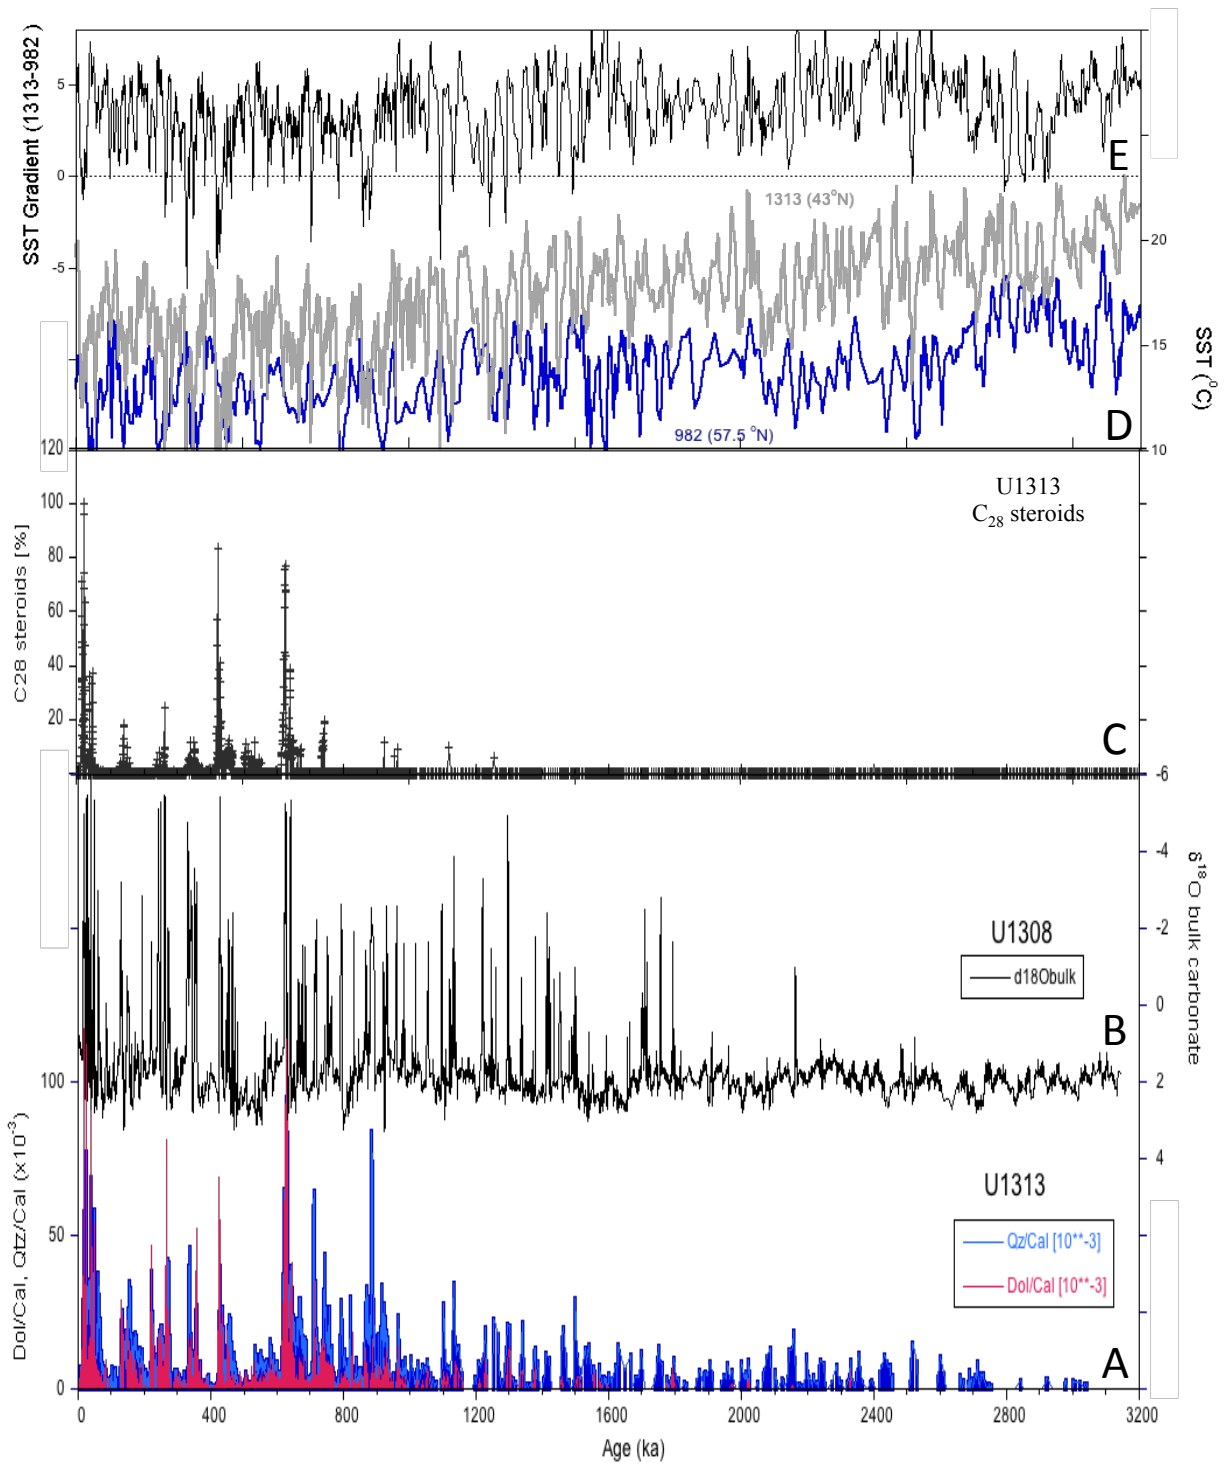 SST Gradient (1313-982 )
5
0
-5
E
1313 (43°N)
20
15
10
SST (°C)
982 (57.5 °N)
D
120
100
80
60
40
20
C28 steroids [%]
U1313
C₂₈ steroids
C
-6
-4
-2
0
2
4
δ¹⁸O bulk carbonate
U1308
d18Obulk
B
100
50
0
Dol/Cal, Qtz/Cal (x10⁻³)
U1313
Qz/Cal [10**-3]
Dol/Cal [10**-3]
A
0 400 800 1200 1600 2000 2400 2800 3200
Age (ka)